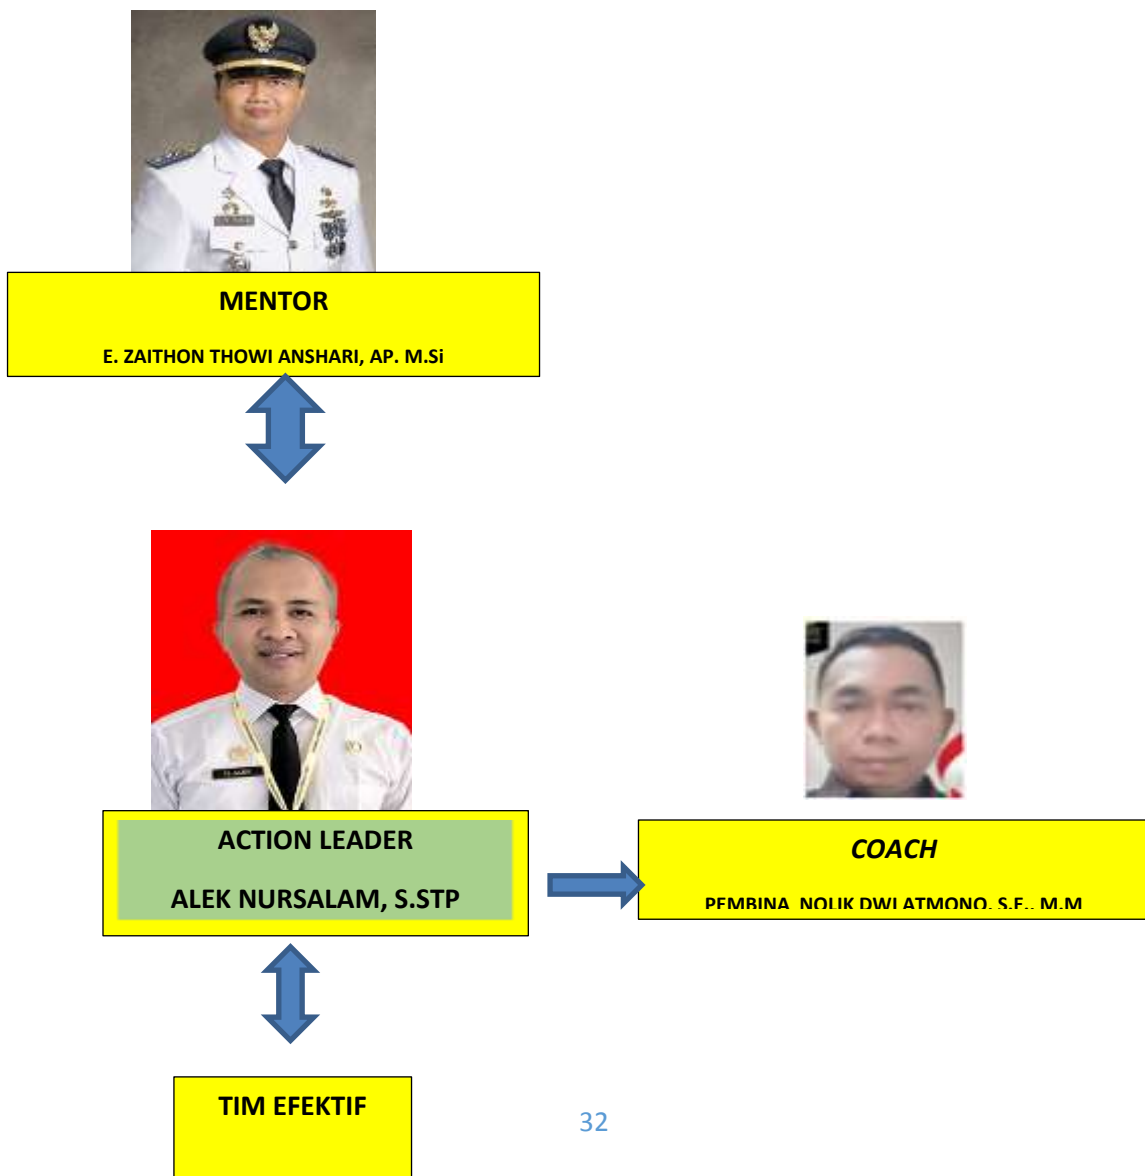 MENTOR
E. ZAITHON THOWI ANSHARI, AP. M.Si
ACTION LEADER
ALEK NURSALAM, S.STP
COACH
PEMBINA NOLIK DWI ATMONO, S.E., M.M
TIM EFEKTIF
32